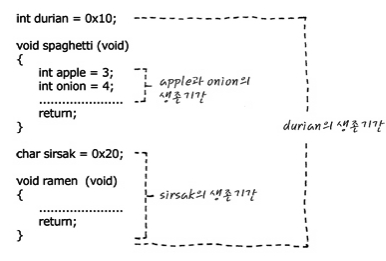 int durian = 0x10;
void spaghetti (void)
{
int apple = 3;
int onion = 4;
apple과 onion의
생존기간
........................
return;
}
durian의 생존기간
char sirsak = 0x20;
void ramen (void)
{
sirsak의 생존기간
........................
return;
}